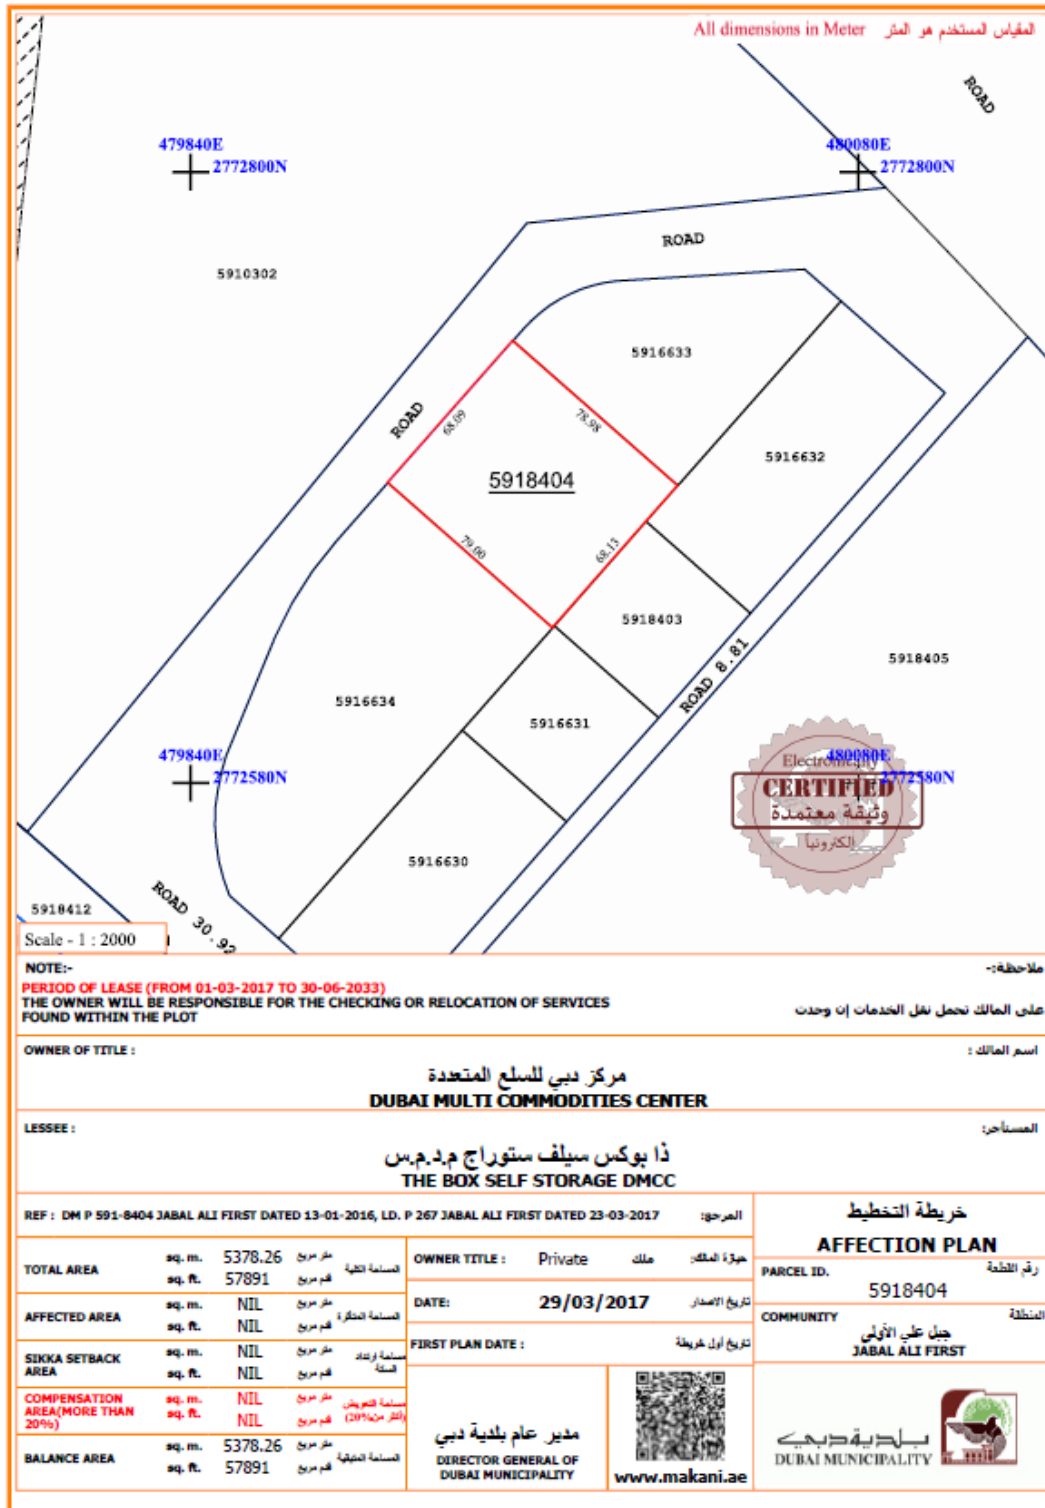 All dimensions in Meter المقياس المستخدم هو المتر
ROAD
479840E
2772800N
480080E
2772800N
ROAD
5910302
5916633
ROAD
68.09
78.98
5916632
5918404
79.00
68.13
5918403
ROAD 8.81
5918405
5916634
5916631
479840E
2772580N
480080E
2772580N
Electronically
CERTIFIED
وثيقة معتمدة
إلكترونياً
5916630
ROAD 30.92
5918412
Scale - 1 : 2000
NOTE:- ملاحظة:-
PERIOD OF LEASE (FROM 01-03-2017 TO 30-06-2033)
THE OWNER WILL BE RESPONSIBLE FOR THE CHECKING OR RELOCATION OF SERVICES
FOUND WITHIN THE PLOT
على المالك تحمل نقل الخدمات إن وجدت
OWNER OF TITLE : اسم المالك :
مركز دبي للسلع المتعددة
DUBAI MULTI COMMODITIES CENTER
LESSEE : المستأجر:
ذا بوكس سيلف ستوراج م.د.م.س
THE BOX SELF STORAGE DMCC
REF : DM P 591-8404 JABAL ALI FIRST DATED 13-01-2016, LD. P 267 JABAL ALI FIRST DATED 23-03-2017 المرجع:
خريطة التخطيط
AFFECTION PLAN
TOTAL AREA sq. m. 5378.26 متر مربع المساحة الكلية
sq. ft. 57891 قدم مربع
AFFECTED AREA sq. m. NIL متر مربع المساحة المتأثرة
sq. ft. NIL قدم مربع
SIKKA SETBACK AREA sq. m. NIL متر مربع مساحة ارتداد السكة
sq. ft. NIL قدم مربع
COMPENSATION AREA(MORE THAN 20%) sq. m. NIL متر مربع مساحة التعويض (أكثر من 20%)
sq. ft. NIL قدم مربع
BALANCE AREA sq. m. 5378.26 متر مربع المساحة المتبقية
sq. ft. 57891 قدم مربع
OWNER TITLE : Private ملك حيازة المالك:
DATE: 29/03/2017 تاريخ الاصدار
FIRST PLAN DATE : تاريخ أول خريطة
مدير عام بلدية دبي
DIRECTOR GENERAL OF
DUBAI MUNICIPALITY
www.makani.ae
PARCEL ID. رقم القطعة
5918404
COMMUNITY المنطقة
جبل علي الأولى
JABAL ALI FIRST
بلدية دبي
DUBAI MUNICIPALITY